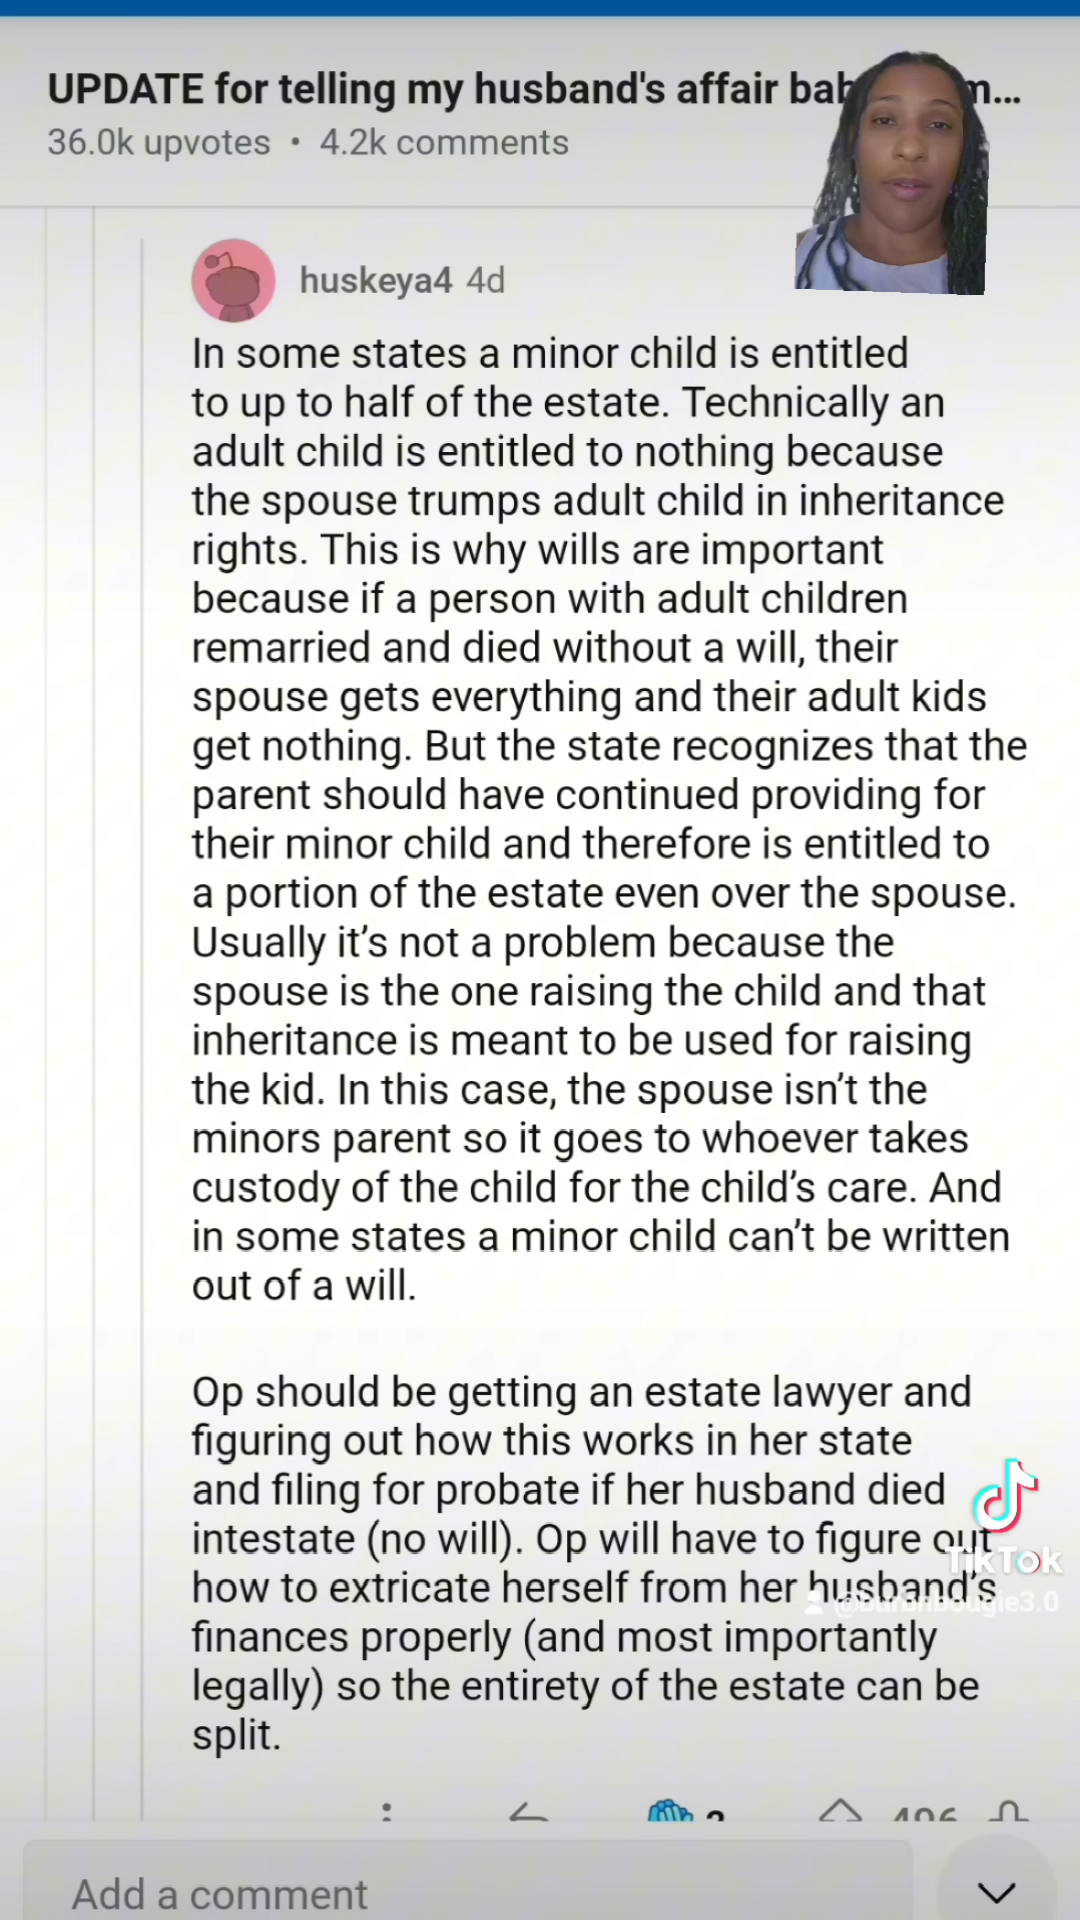 UPDATE for telling my husband's affair
36.0k upvotes • 4.2k comments
huskeya4 4d
In some states a minor child is entitled
to up to half of the estate. Technically an
adult child is entitled to nothing because
the spouse trumps adult child in inheritance
rights. This is why wills are important
because if a person with adult children
remarried and died without a will, their
spouse gets everything and their adult kids
get nothing. But the state recognizes that the
parent should have continued providing for
their minor child and therefore is entitled to
a portion of the estate even over the spouse.
Usually it’s not a problem because the
spouse is the one raising the child and that
inheritance is meant to be used for raising
the kid. In this case, the spouse isn’t the
minors parent so it goes to whoever takes
custody of the child for the child’s care. And
in some states a minor child can’t be written
out of a will.
Op should be getting an estate lawyer and
figuring out how this works in her state
and filing for probate if her husband died
intestate (no will). Op will have to figure out
TikTok
how to extricate herself from her husband's
finances properly (and most importantly
legally) so the entirety of the estate can be
split.
Add a comment